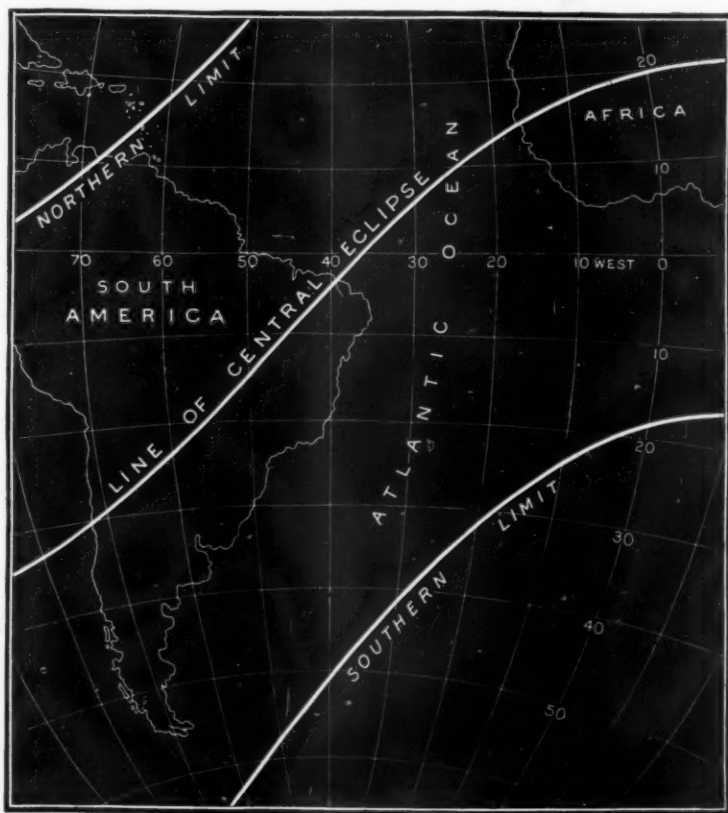 NORTHERN LIMIT
20
AFRICA
10
LINE OF CENTRAL ECLIPSE
ATLANTIC OCEAN
70 60 50 40 30 20 10 WEST 0
SOUTH
AMERICA
10
20
SOUTHERN LIMIT
30
40
50